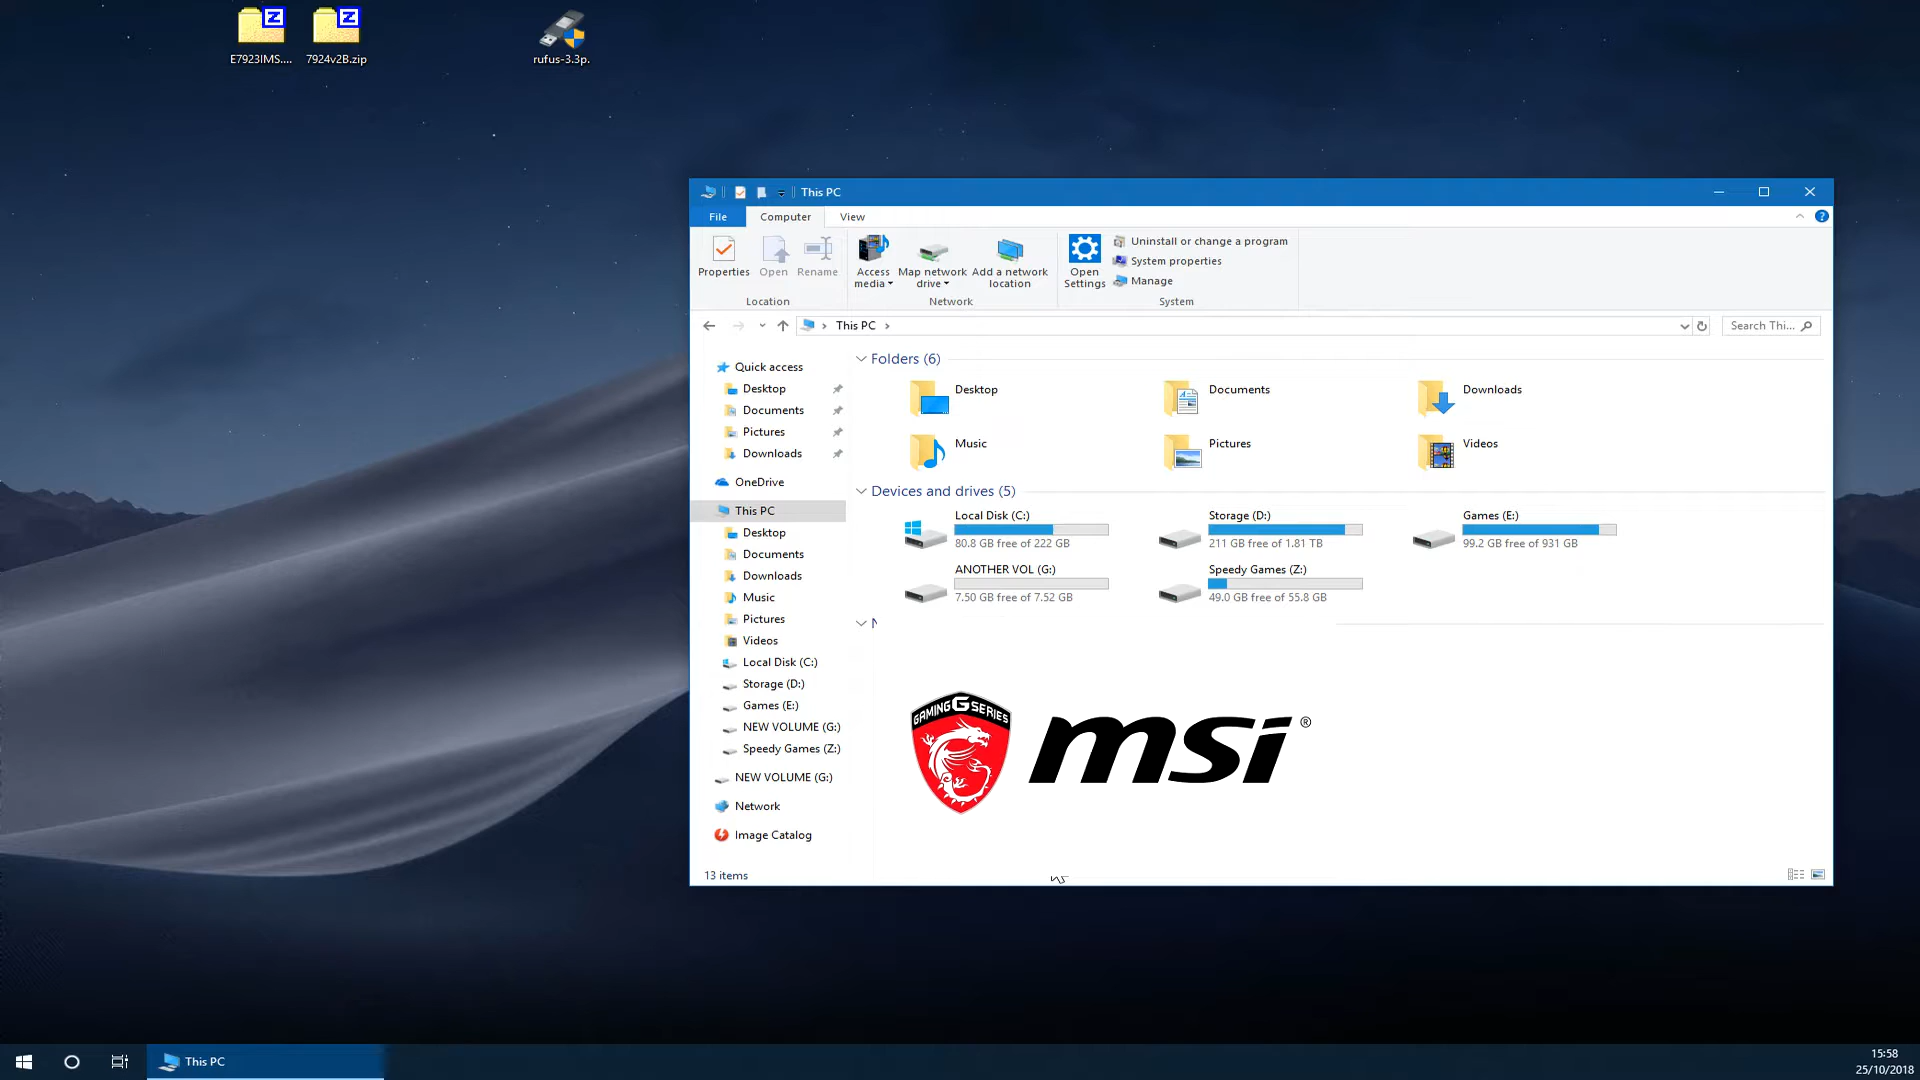 E7923IMS....
7924v2B.zip
rufus-3.3p.
This PC
File
Computer
View
Properties
Open
Rename
Access media
Map network drive
Add a network location
Open Settings
Uninstall or change a program
System properties
Manage
Location
Network
System
This PC
Search Thi...
Quick access
Desktop
Documents
Pictures
Downloads
OneDrive
This PC
Desktop
Documents
Downloads
Music
Pictures
Videos
Local Disk (C:)
Storage (D:)
Games (E:)
NEW VOLUME (G:)
Speedy Games (Z:)
NEW VOLUME (G:)
Network
Image Catalog
Folders (6)
Desktop
Documents
Downloads
Music
Pictures
Videos
Devices and drives (5)
Local Disk (C:)
80.8 GB free of 222 GB
Storage (D:)
211 GB free of 1.81 TB
Games (E:)
99.2 GB free of 931 GB
ANOTHER VOL (G:)
7.50 GB free of 7.52 GB
Speedy Games (Z:)
49.0 GB free of 55.8 GB
GAMING G SERIES
msi®
13 items
This PC
15:58
25/10/2018